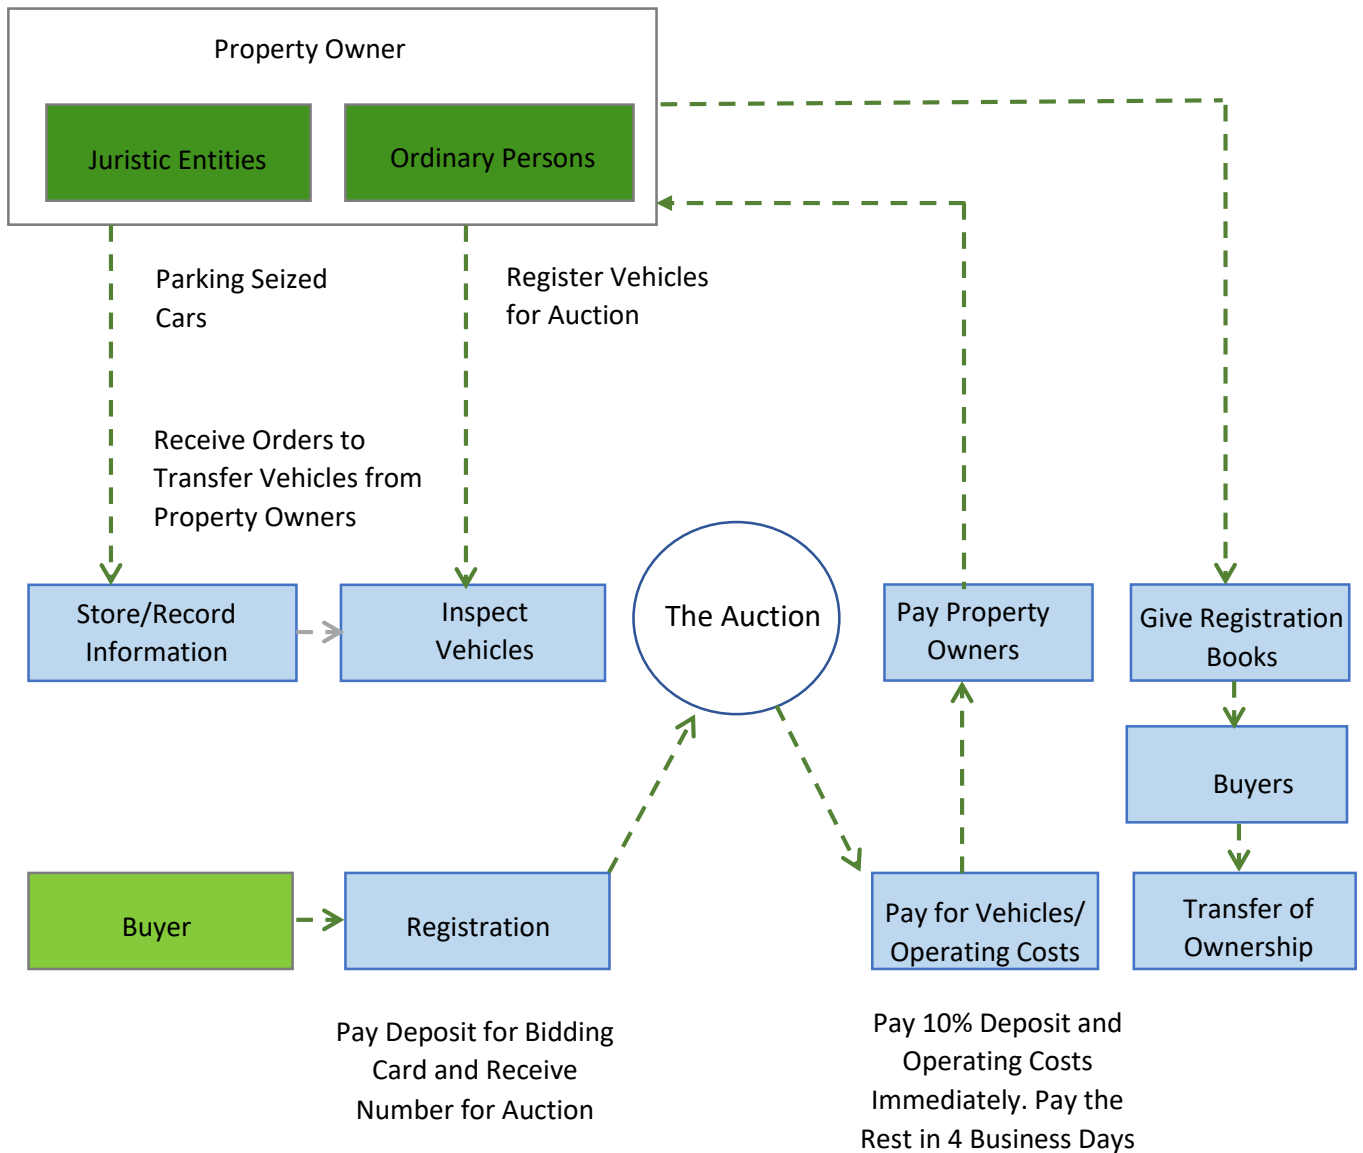 Property Owner
Juristic Entities
Ordinary Persons
Parking Seized
Cars
Register Vehicles
for Auction
Receive Orders to
Transfer Vehicles from
Property Owners
Store/Record
Information
Inspect
Vehicles
The Auction
Pay Property
Owners
Give Registration
Books
Buyers
Buyer
Registration
Pay for Vehicles/
Operating Costs
Transfer of
Ownership
Pay Deposit for Bidding
Card and Receive
Number for Auction
Pay 10% Deposit and
Operating Costs
Immediately. Pay the
Rest in 4 Business Days